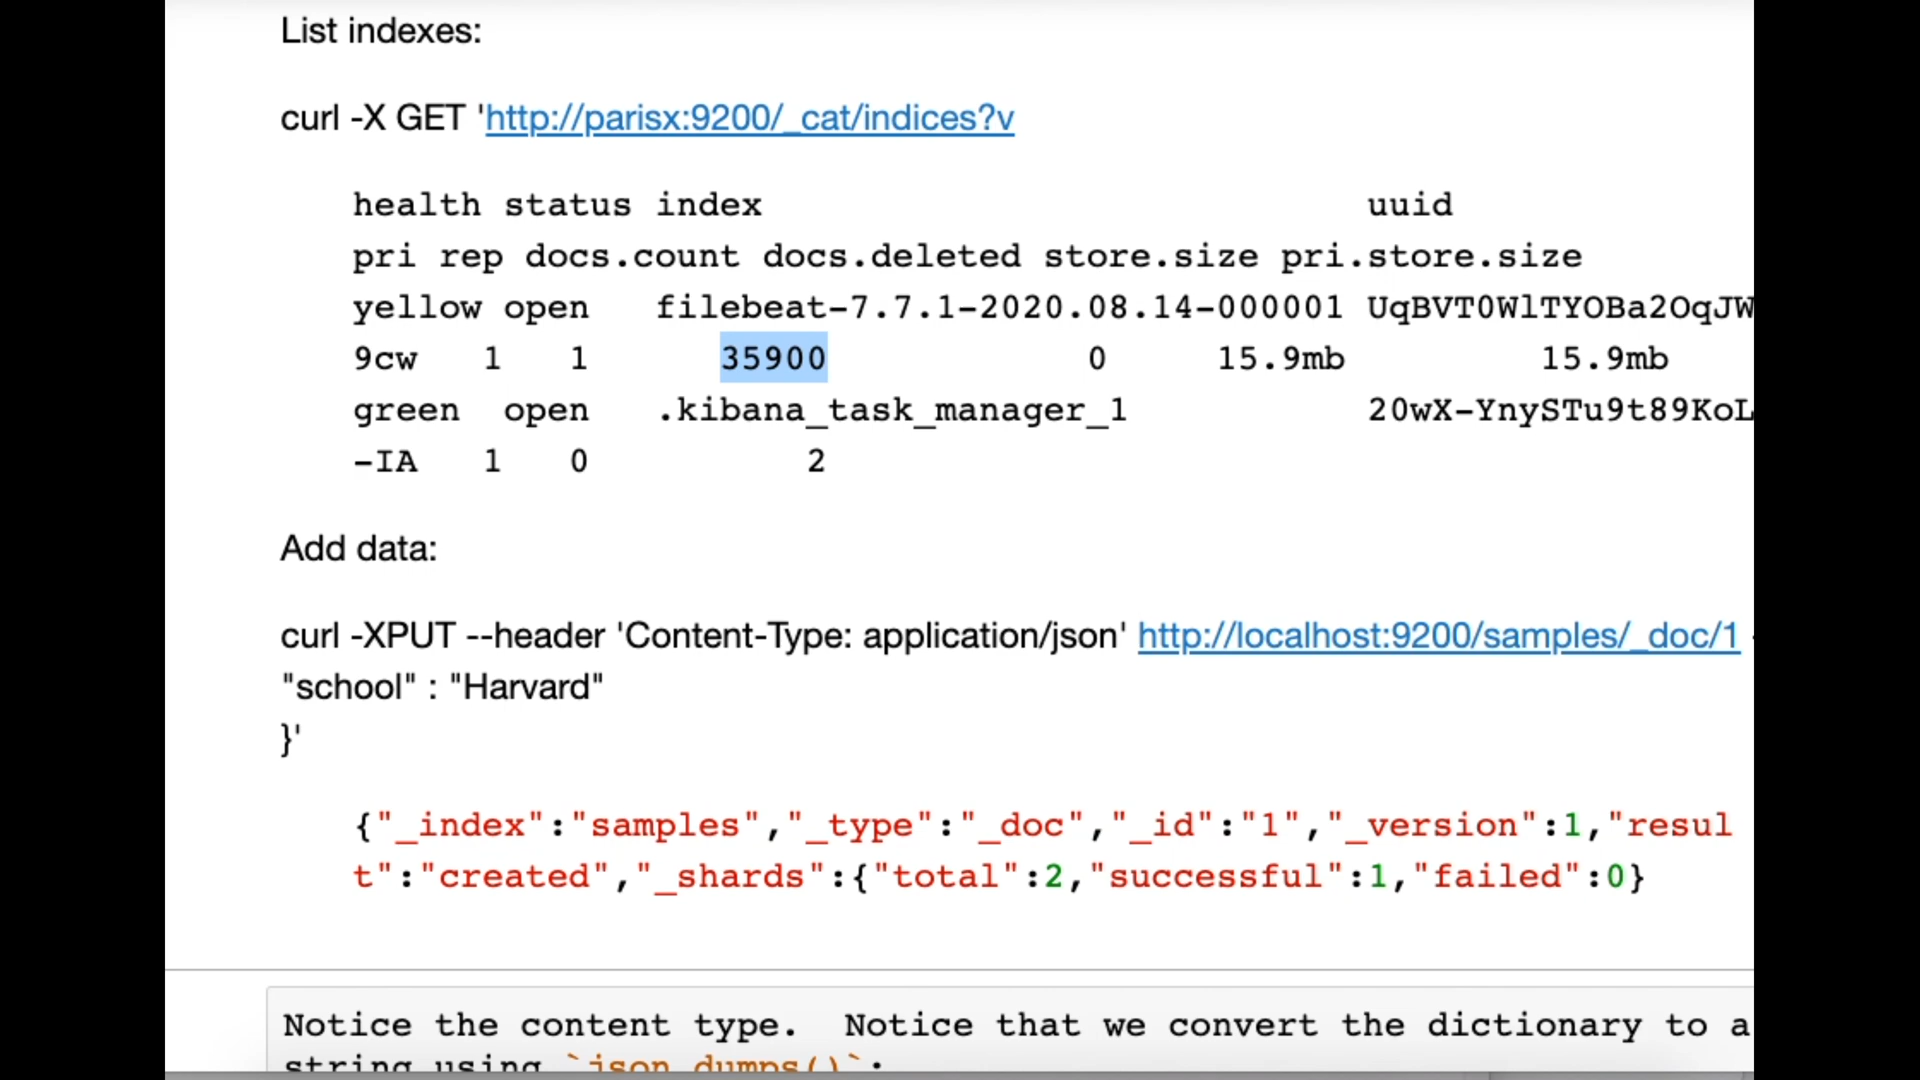 List indexes:
curl -X GET 'http://parisx:9200/_cat/indices?v
health status index uuid
pri rep docs.count docs.deleted store.size pri.store.size
yellow open filebeat-7.7.1-2020.08.14-000001 UqBVT0WlTYOBa2OqJW
9cw 1 1 35900 0 15.9mb 15.9mb
green open .kibana_task_manager_1 20wX-YnySTu9t89KoL
-IA 1 0 2
Add data:
curl -XPUT --header 'Content-Type: application/json' http://localhost:9200/samples/_doc/1 -
"school" : "Harvard"
}'
{"_index":"samples","_type":"_doc","_id":"1","_version":1,"resul
t":"created","_shards":{"total":2,"successful":1,"failed":0}
Notice the content type. Notice that we convert the dictionary to a
string using `json dumps()`: